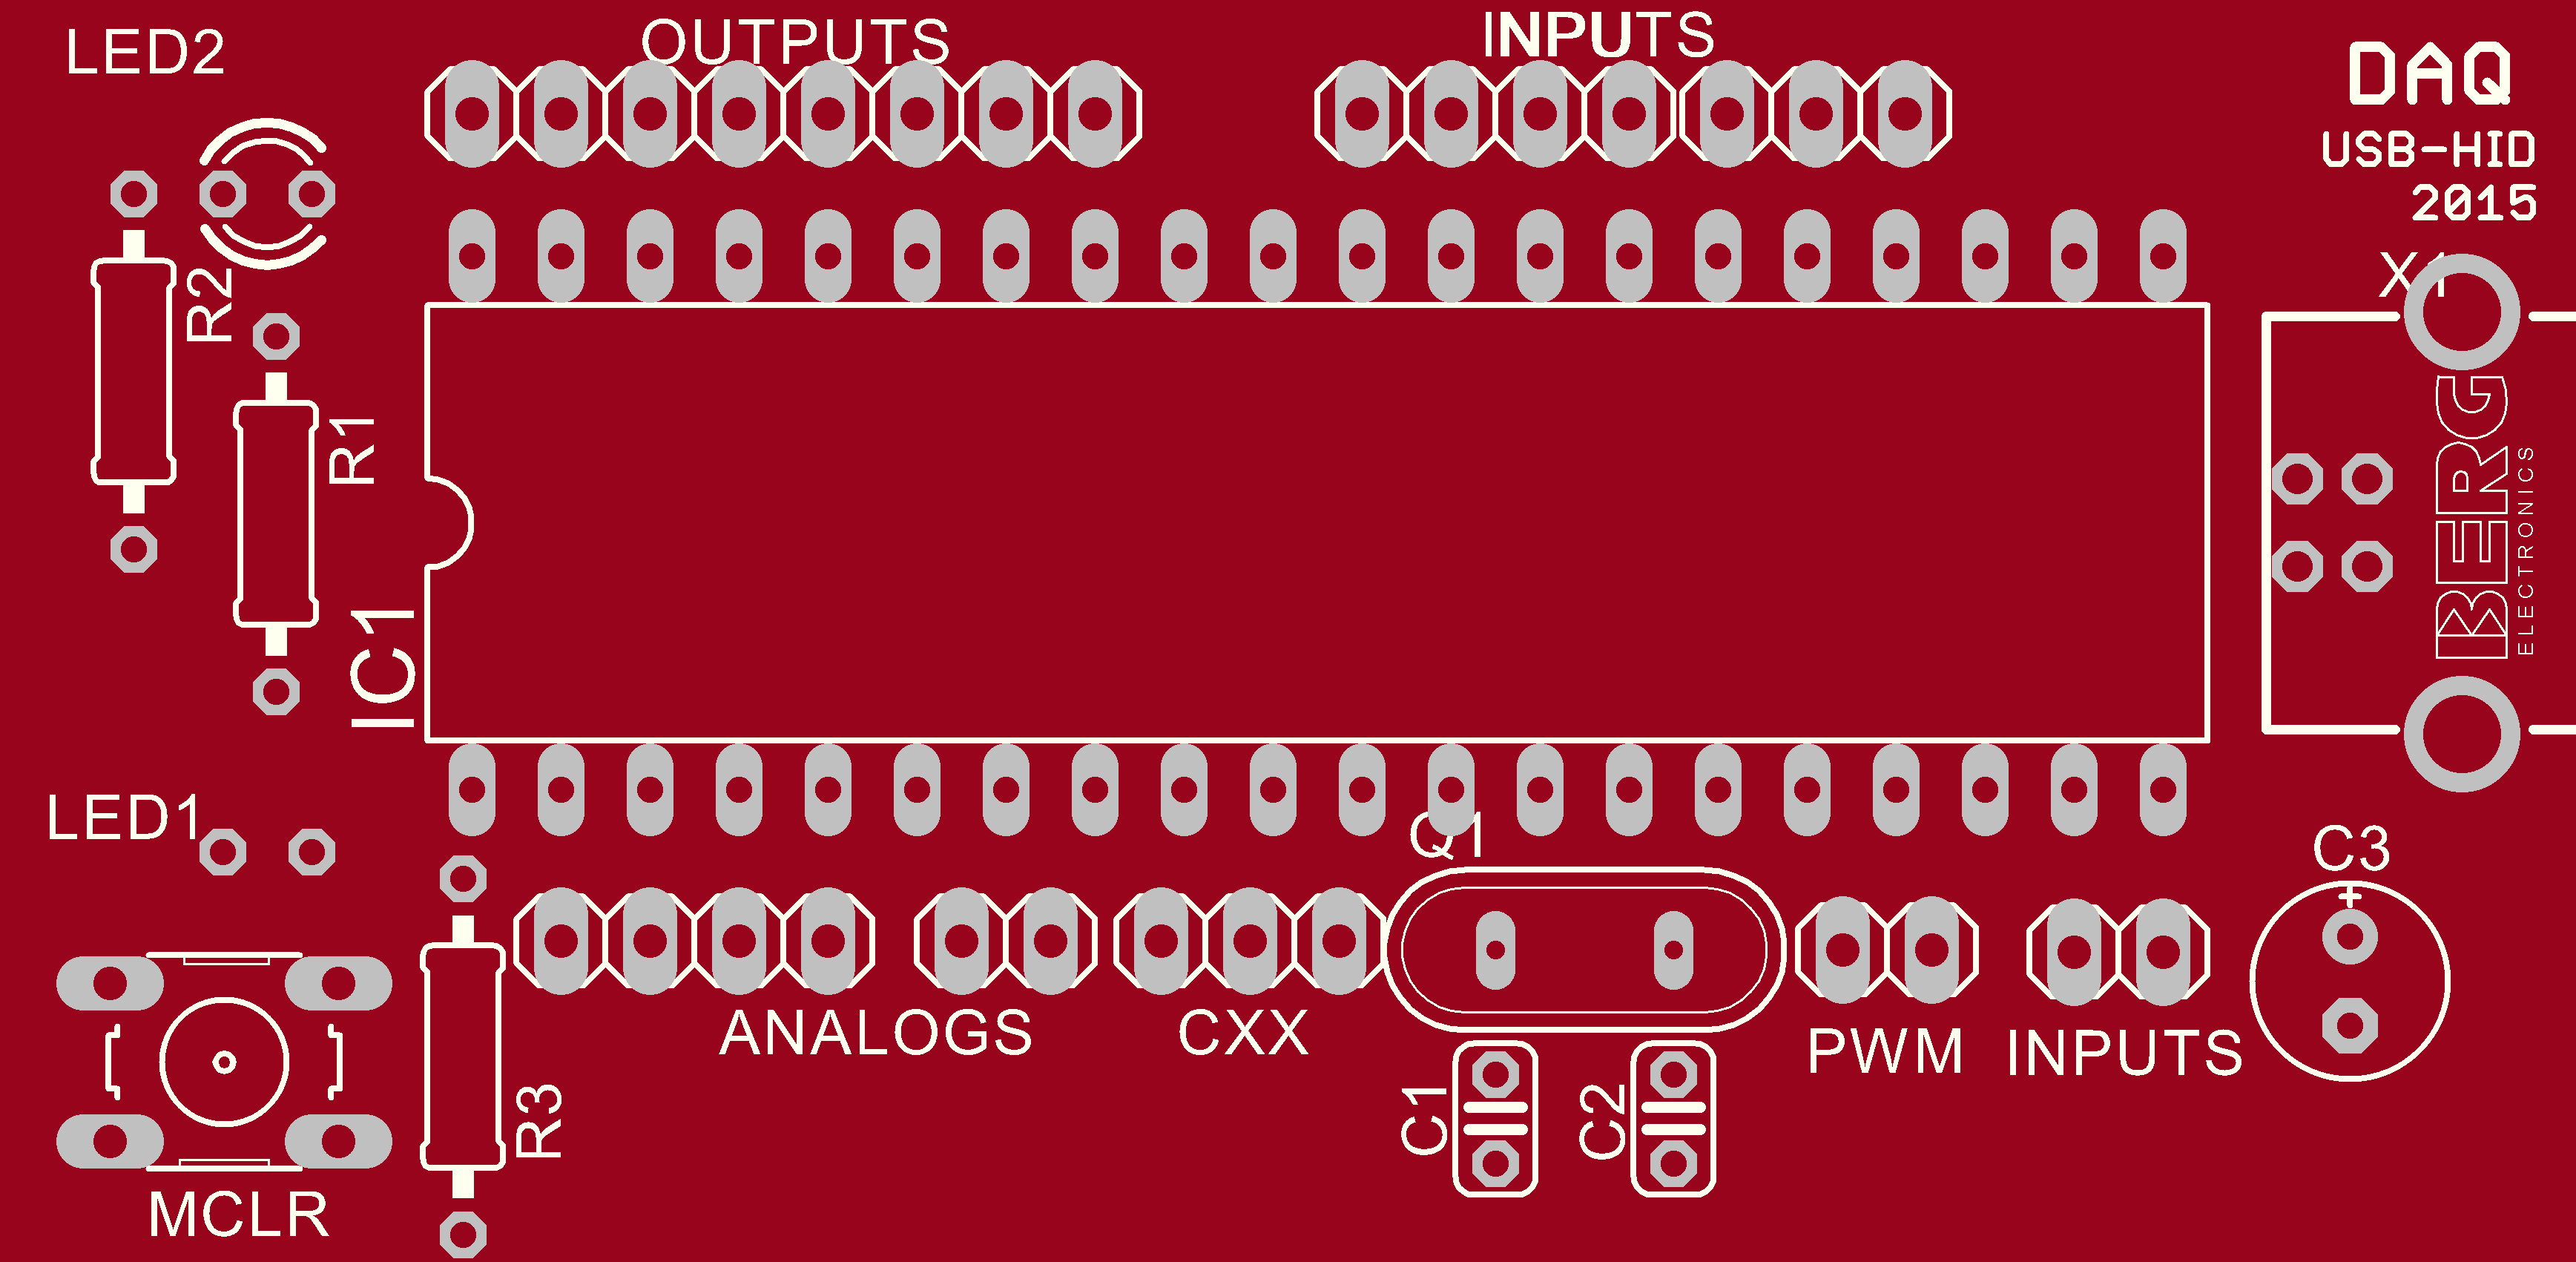 LED2
OUTPUTS
INPUTS
DAQ
USB-HID
2015
X1
R2
R1
BERG
ELECTRONICS
IC1
LED1
Q1
C3
+
ANALOGS
CXX
PWM
INPUTS
R3
C1
C2
MCLR